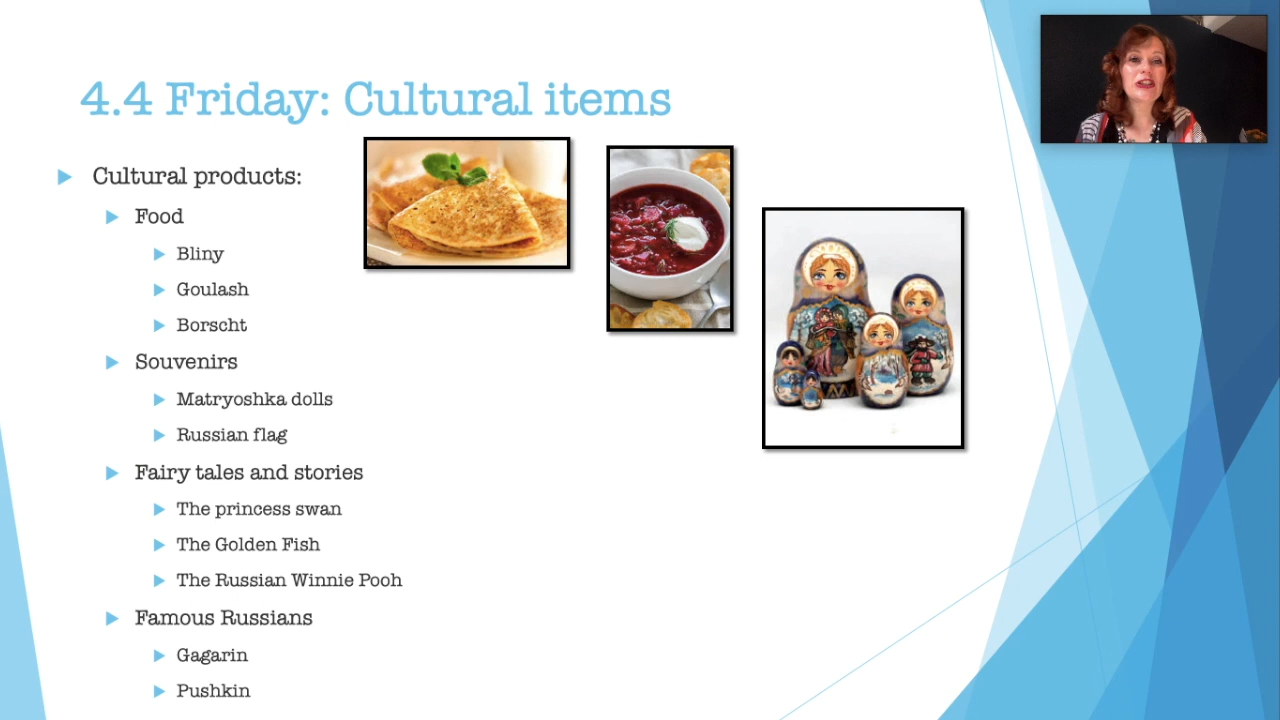 4.4 Friday: Cultural items
Cultural products:
Food
Bliny
Goulash
Borscht
Souvenirs
Matryoshka dolls
Russian flag
Fairy tales and stories
The princess swan
The Golden Fish
The Russian Winnie Pooh
Famous Russians
Gagarin
Pushkin